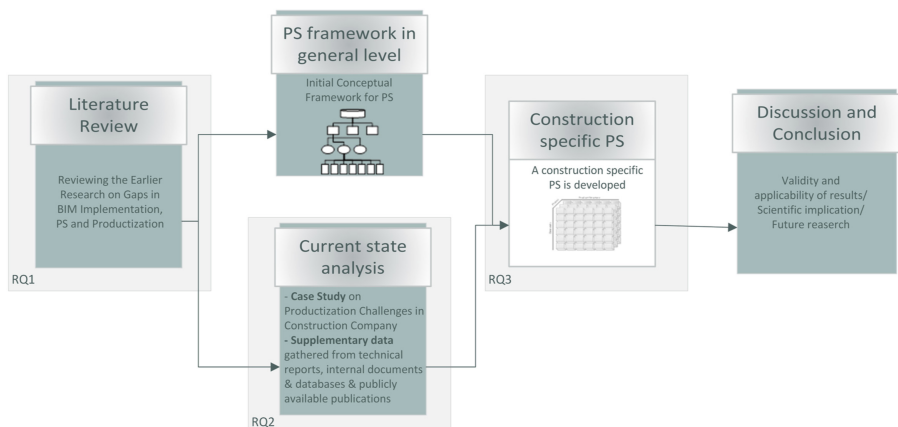 Literature
Review
Reviewing the Earlier
Research on Gaps in
BIM Implementation,
PS and Productization
RQ1
PS framework in
general level
Initial Conceptual
Framework for PS
Current state
analysis
- Case Study on
Productization Challenges in
Construction Company
- Supplementary data
gathered from technical
reports, internal documents
& databases & publicly
available publications
RQ2
Construction
specific PS
A construction specific
PS is developed
RQ3
Discussion and
Conclusion
Validity and
applicability of results/
Scientific implication/
Future reaserch